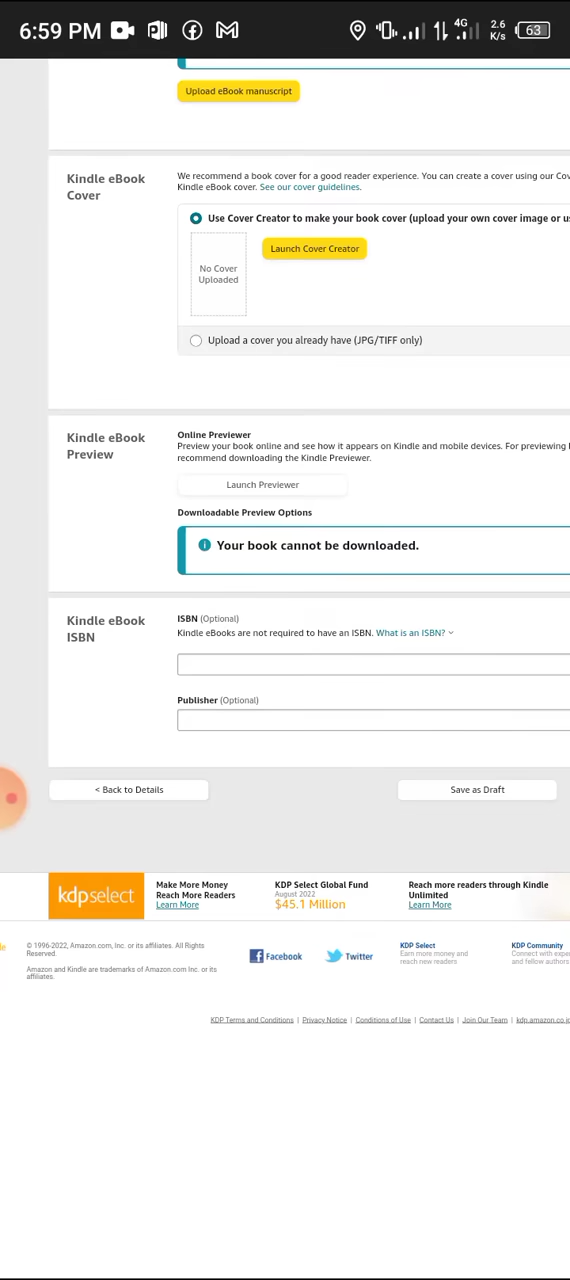 6:59 PM
4G
2.6
K/s
63
Upload eBook manuscript
Kindle eBook
Cover
We recommend a book cover for a good reader experience. You can create a cover using our Cov
Kindle eBook cover. See our cover guidelines.
Use Cover Creator to make your book cover (upload your own cover image or us
Launch Cover Creator
No Cover
Uploaded
Upload a cover you already have (JPG/TIFF only)
Kindle eBook
Preview
Online Previewer
Preview your book online and see how it appears on Kindle and mobile devices. For previewing
recommend downloading the Kindle Previewer.
Launch Previewer
Downloadable Preview Options
Your book cannot be downloaded.
Kindle eBook
ISBN
ISBN (Optional)
Kindle eBooks are not required to have an ISBN. What is an ISBN?
Publisher (Optional)
< Back to Details
Save as Draft
kdpselect
Make More Money
Reach More Readers
Learn More
KDP Select Global Fund
August 2022
$45.1 Million
Reach more readers through Kindle
Unlimited
Learn More
© 1996-2022, Amazon.com, Inc. or its affiliates. All Rights
Reserved.
Amazon and Kindle are trademarks of Amazon.com Inc. or its
affiliates.
Facebook
Twitter
KDP Select
Earn more money and
reach new readers
KDP Community
Connect with expe
and fellow authors
KDP Terms and Conditions | Privacy Notice | Conditions of Use | Contact Us | Join Our Team | kdp.amazon.co.j